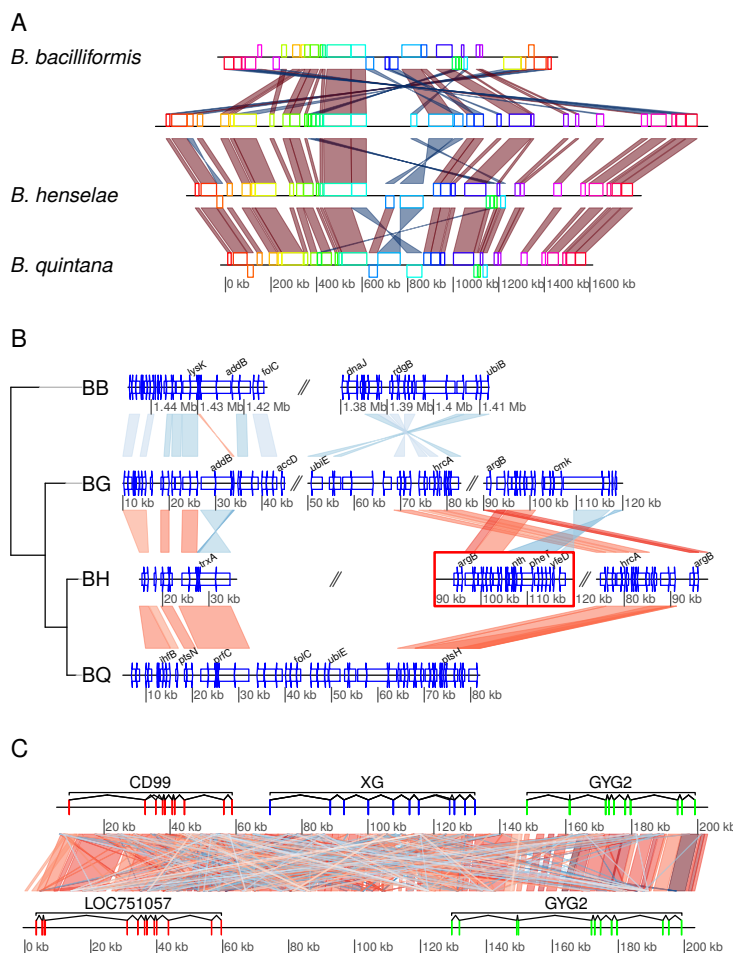 A
B. bacilliformis
B. henselae
B. quintana
0 kb 200 kb 400 kb 600 kb 800 kb 1000 kb 1200 kb 1400 kb 1600 kb
B
lysK addB folC dnaJ rdgB ubiB
BB //
1.44 Mb 1.43 Mb 1.42 Mb 1.38 Mb 1.39 Mb 1.4 Mb 1.41 Mb
addB accD ubiE hrcA argB cmk
BG // //
10 kb 20 kb 30 kb 40 kb 50 kb 60 kb 70 kb 80 kb 90 kb 100 kb 110 kb 120 kb
trxA argB nth pheT yfeD hrcA argB
BH // //
20 kb 30 kb 90 kb 100 kb 110 kb 120 kb 80 kb 90 kb
ihfB ptsN prfC folC ubiE ptsH
BQ
10 kb 20 kb 30 kb 40 kb 50 kb 60 kb 70 kb 80 kb
C
CD99 XG GYG2
20 kb 40 kb 60 kb 80 kb 100 kb 120 kb 140 kb 160 kb 180 kb 200 kb
LOC751057 GYG2
0 kb 20 kb 40 kb 60 kb 80 kb 100 kb 120 kb 140 kb 160 kb 180 kb 200 kb